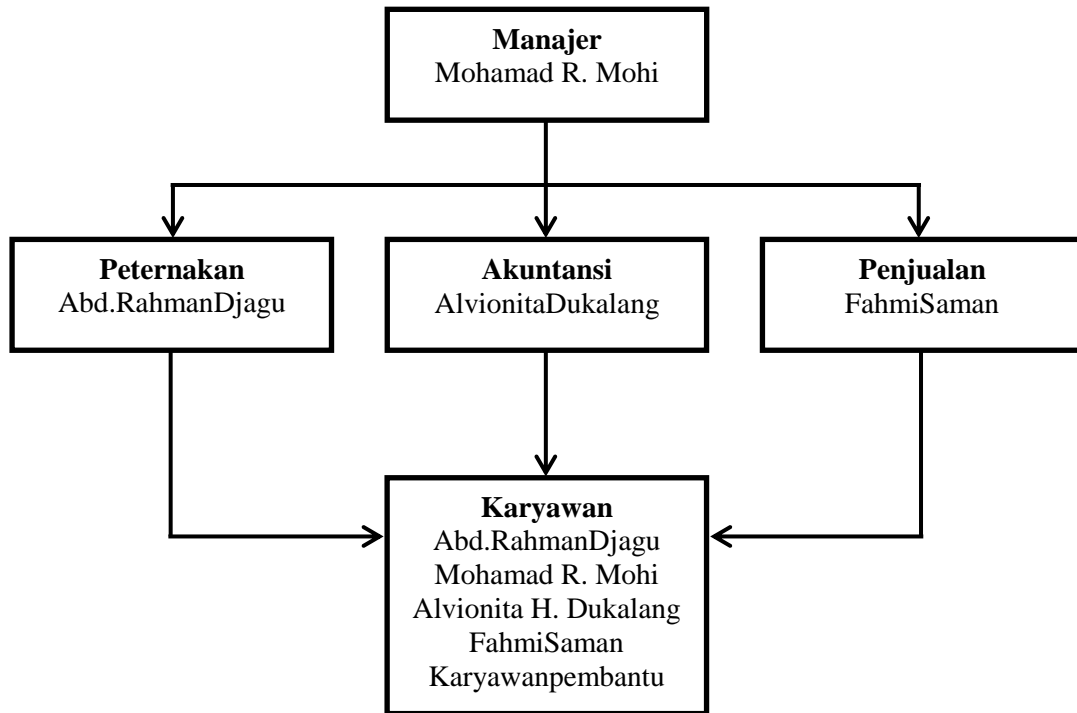 Manajer
Mohamad R. Mohi
Peternakan
Abd.RahmanDjagu
Akuntansi
AlvionitaDukalang
Penjualan
FahmiSaman
Karyawan
Abd.RahmanDjagu
Mohamad R. Mohi
Alvionita H. Dukalang
FahmiSaman
Karyawanpembantu